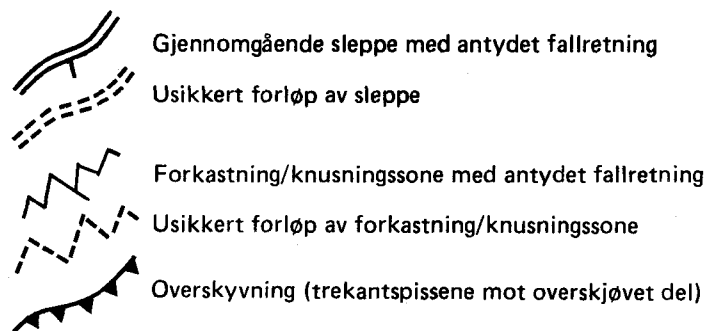 Gjennomgående sleppe med antydet fallretning
Usikkert forløp av sleppe
Forkastning/knusningssone med antydet fallretning
Usikkert forløp av forkastning/knusningssone
Overskyvning (trekantspissene mot overskjøvet del)